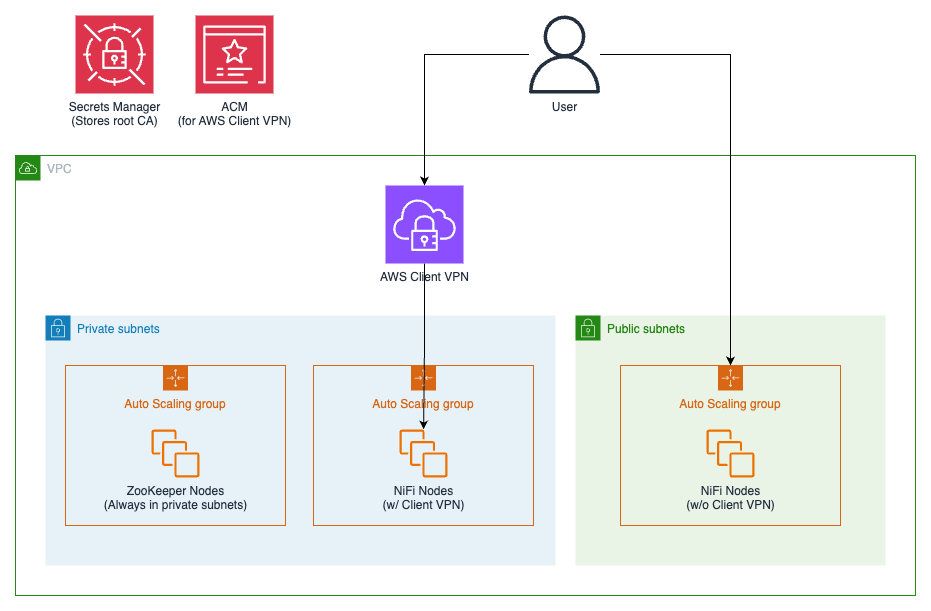 Secrets Manager
(Stores root CA)
ACM
(for AWS Client VPN)
User
VPC
AWS Client VPN
Private subnets
Public subnets
Auto Scaling group
Auto Scaling group
Auto Scaling group
ZooKeeper Nodes
(Always in private subnets)
NiFi Nodes
(w/ Client VPN)
NiFi Nodes
(w/o Client VPN)